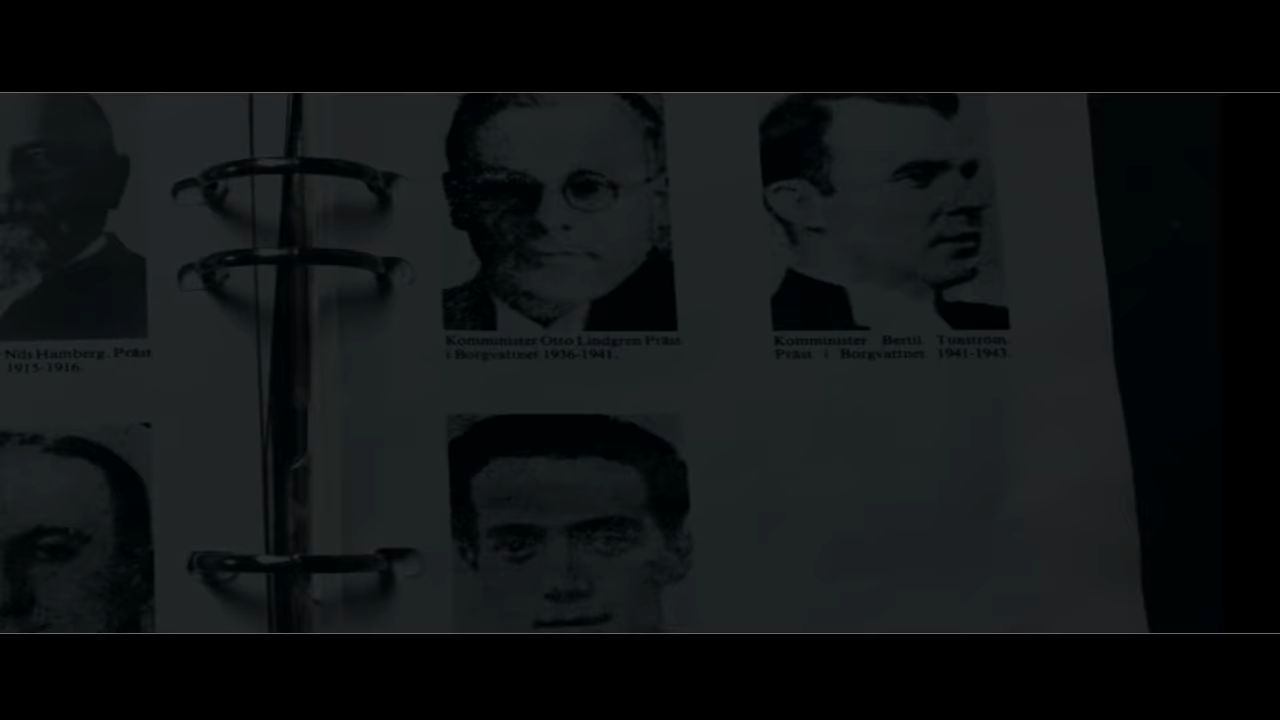 Nils Hamberg. Präst
1915-1916.
Komminister Otto Lindgren Präst
i Borgvattnet 1936-1941.
Komminister Bertil Tunström.
Präst i Borgvattnet 1941-1943.